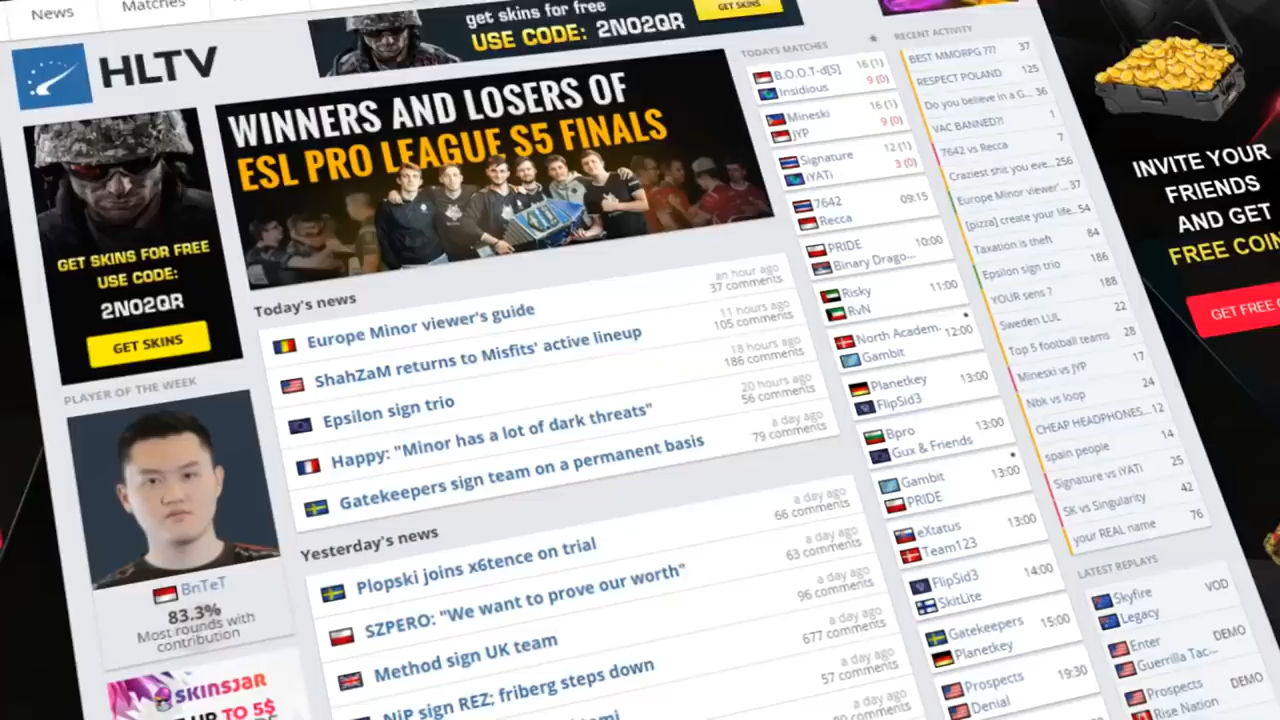 News
Matches
HLTV
get skins for free
USE CODE: 2NO2QR
GET SKINS
GET SKINS FOR FREE
USE CODE:
2NO2QR
GET SKINS
PLAYER OF THE WEEK
BnTeT
83.3%
Most rounds with
contribution
SKINSJAR
UP TO 5$
WINNERS AND LOSERS OF
ESL PRO LEAGUE S5 FINALS
Today's news
Europe Minor viewer's guide
an hour ago
37 comments
ShahZaM returns to Misfits' active lineup
11 hours ago
105 comments
Epsilon sign trio
18 hours ago
186 comments
Happy: "Minor has a lot of dark threats"
20 hours ago
56 comments
Gatekeepers sign team on a permanent basis
a day ago
79 comments
Yesterday's news
Plopski joins x6tence on trial
a day ago
66 comments
SZPERO: "We want to prove our worth"
a day ago
63 comments
Method sign UK team
a day ago
96 comments
NiP sign REZ; friberg steps down
a day ago
677 comments
a day ago
57 comments
a day ago
TODAYS MATCHES
B.O.O.T-d[S] 16 (1)
Insidious 9 (0)
Mineski 16 (1)
JYP 9 (0)
Signature 12 (1)
iYATi 3 (0)
7642
Recca
09:15
PRIDE
Binary Drago...
10:00
Risky
RvN
11:00
North Academ.
Gambit
12:00
Planetkey
FlipSid3
13:00
Bpro
Gux & Friends
13:00
Gambit
PRIDE
13:00
eXtatus
Team123
13:00
FlipSid3
SkitLite
14:00
Gatekeepers
Planetkey
15:00
Prospects
Denial
19:30
RECENT ACTIVITY
BEST MMORPG ??? 37
RESPECT POLAND 125
Do you believe in a G... 36
VAC BANNED?! 1
7642 vs Recca 7
Craziest shit you eve... 256
Europe Minor viewer'... 37
[pizza] create your life... 54
Taxation is theft 84
Epsilon sign trio 186
YOUR sens ? 188
Sweden LUL 22
Top 5 football teams 28
Mineski vs JYP 17
Nbk vs loop 24
CHEAP HEADPHONES... 12
spain people 14
Signature vs iYATi 25
SK vs Singularity 42
your REAL name 76
LATEST REPLAYS
Skyfire
Legacy
VOD
Enter
Guerrilla Tac...
DEMO
Prospects
Rise Nation
DEMO
INVITE YOUR
FRIENDS
AND GET
FREE COIN
GET FREE